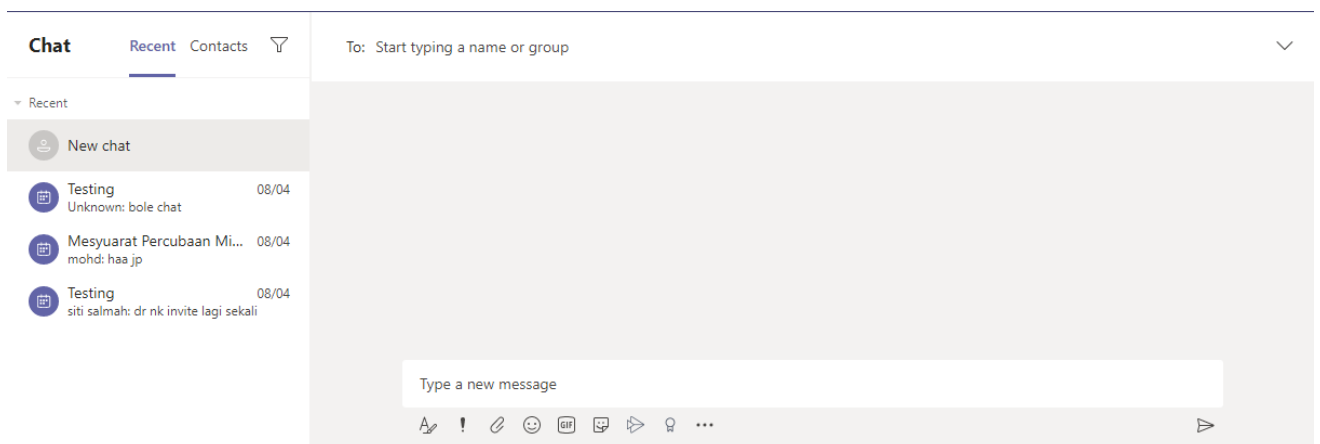 Chat Recent Contacts
To: Start typing a name or group
Recent
New chat
Testing 08/04
Unknown: bole chat
Mesyuarat Percubaan Mi... 08/04
mohd: haa jp
Testing 08/04
siti salmah: dr nk invite lagi sekali
Type a new message
GIF